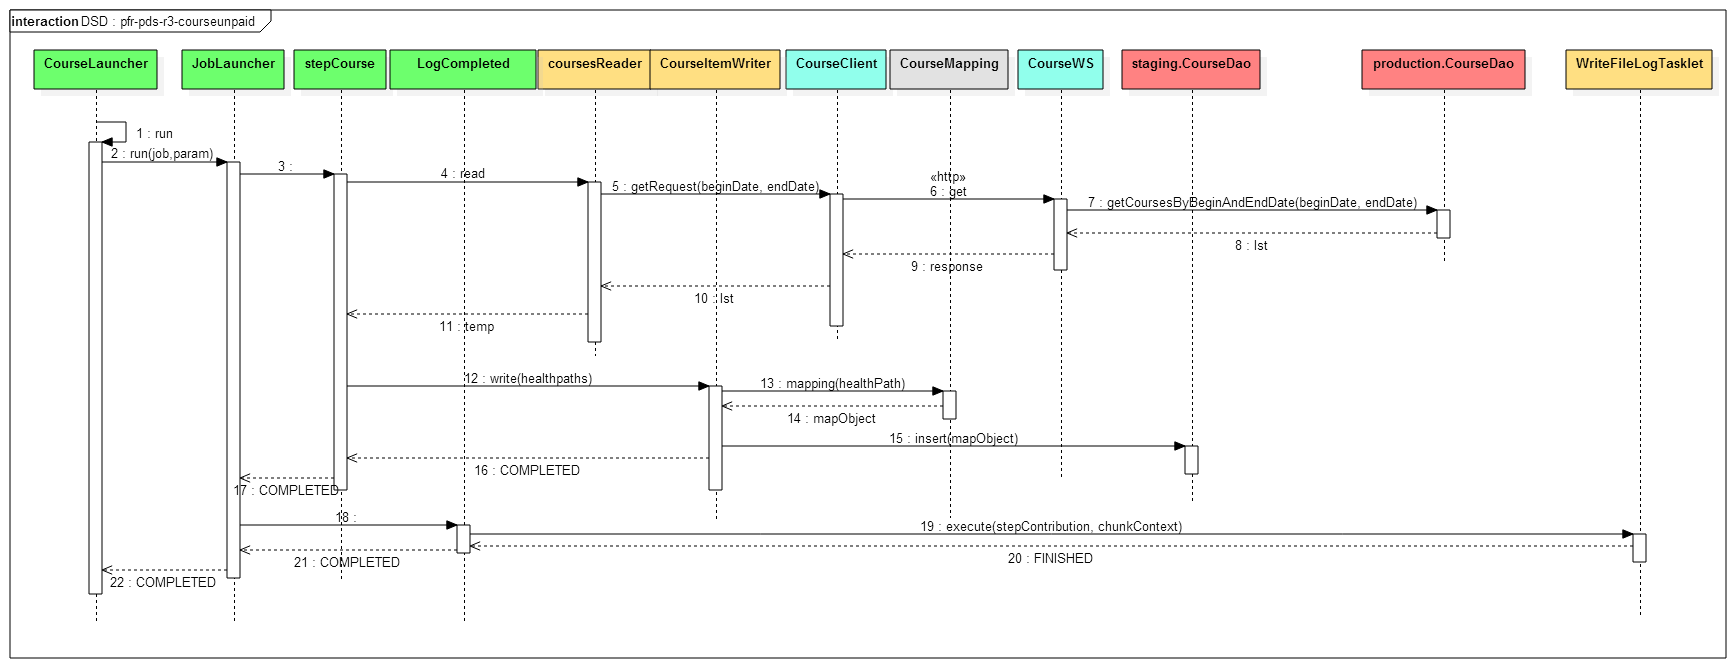 interaction DSD : pfr-pds-r3-courseunpaid
CourseLauncher
JobLauncher
stepCourse
LogCompleted
coursesReader
CourseItemWriter
CourseClient
CourseMapping
CourseWS
staging.CourseDao
production.CourseDao
WriteFileLogTasklet
1 : run
2 : run(job,param)
3 :
4 : read
5 : getRequest(beginDate, endDate)
«http»
6 : get
7 : getCoursesByBeginAndEndDate(beginDate, endDate)
8 : lst
9 : response
10 : lst
11 : temp
12 : write(healthpaths)
13 : mapping(healthPath)
14 : mapObject
15 : insert(mapObject)
16 : COMPLETED
17 : COMPLETED
18 :
19 : execute(stepContribution, chunkContext)
20 : FINISHED
21 : COMPLETED
22 : COMPLETED